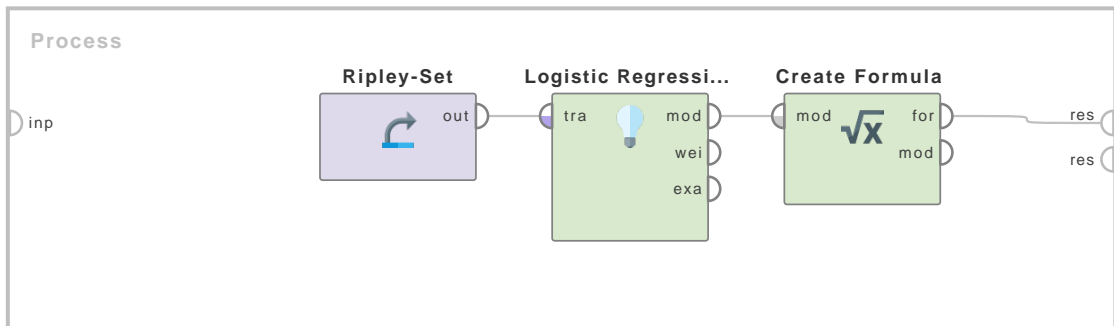 Process
Ripley-Set
Logistic Regressi...
Create Formula
inp
out
tra
mod
wei
exa
mod
√x
for
mod
res
res